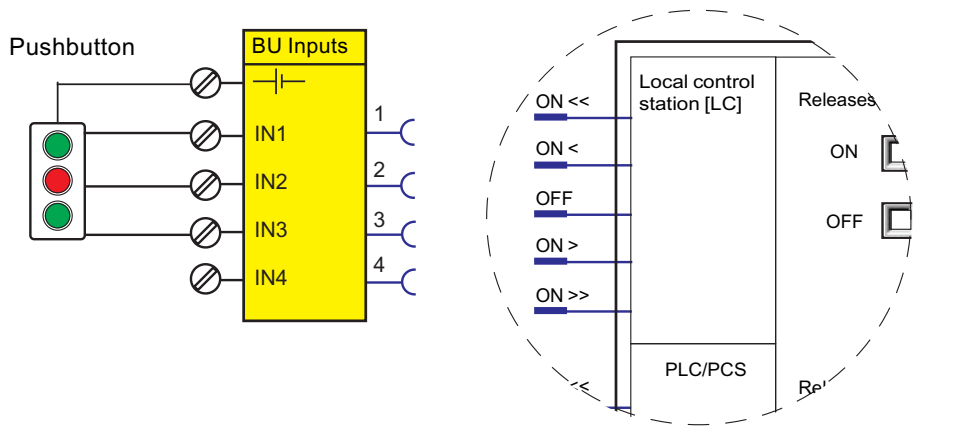 Pushbutton
BU Inputs
IN1
IN2
IN3
IN4
1
2
3
4
ON <<
ON <
OFF
ON >
ON >>
Local control
station [LC]
PLC/PCS
Releases
ON
OFF
<<